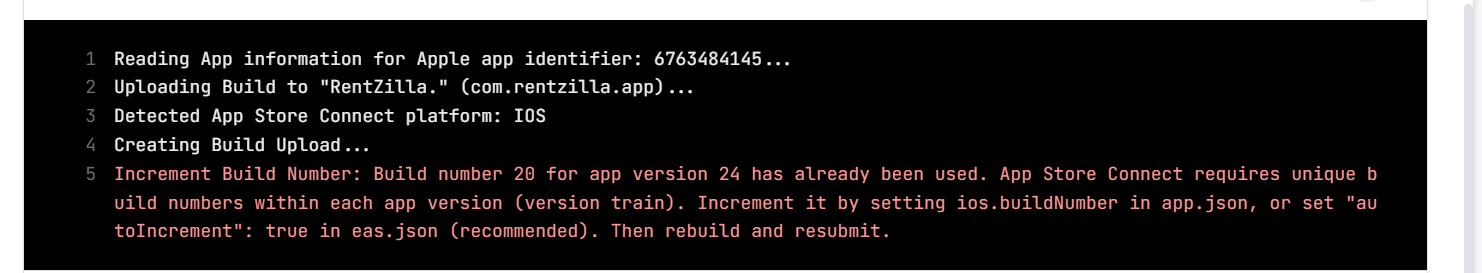 1 Reading App information for Apple app identifier: 6763484145...
2 Uploading Build to "RentZilla." (com.rentzilla.app)...
3 Detected App Store Connect platform: IOS
4 Creating Build Upload...
5 Increment Build Number: Build number 20 for app version 24 has already been used. App Store Connect requires unique b
uild numbers within each app version (version train). Increment it by setting ios.buildNumber in app.json, or set "au
toIncrement": true in eas.json (recommended). Then rebuild and resubmit.